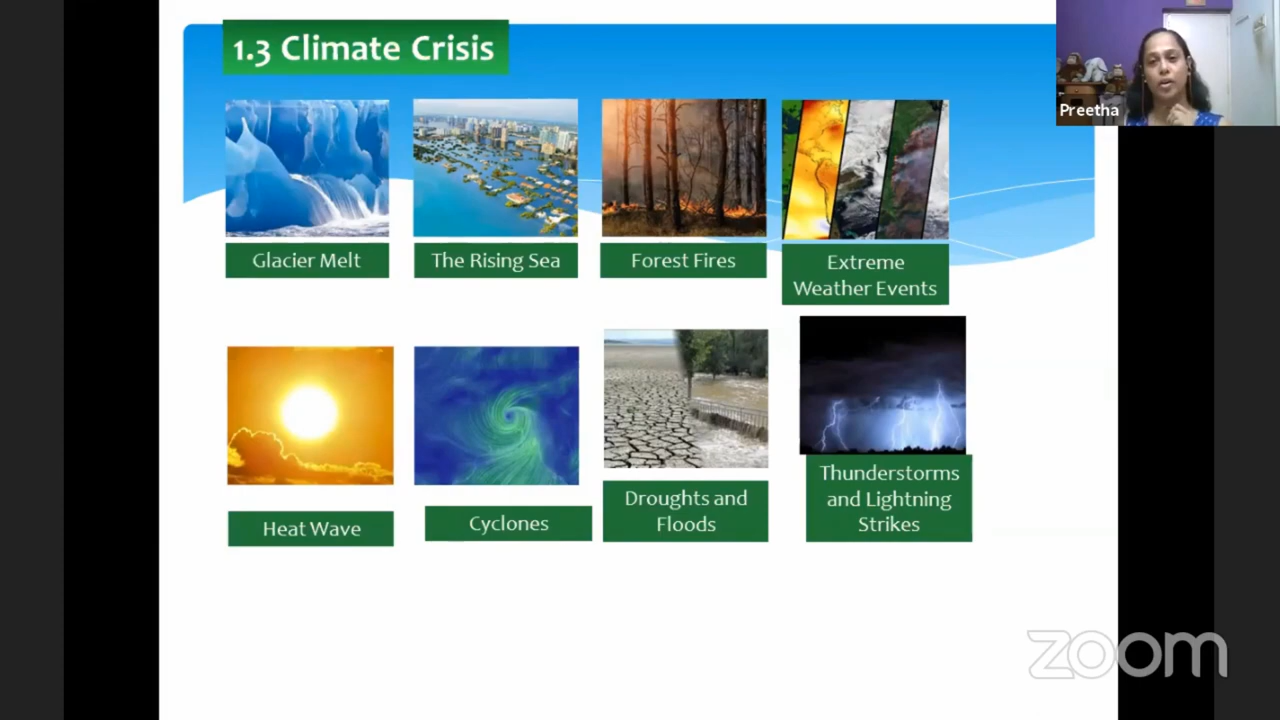 1.3 Climate Crisis
Preetha
Glacier Melt
The Rising Sea
Forest Fires
Extreme
Weather Events
Heat Wave
Cyclones
Droughts and
Floods
Thunderstorms
and Lightning
Strikes
zoom